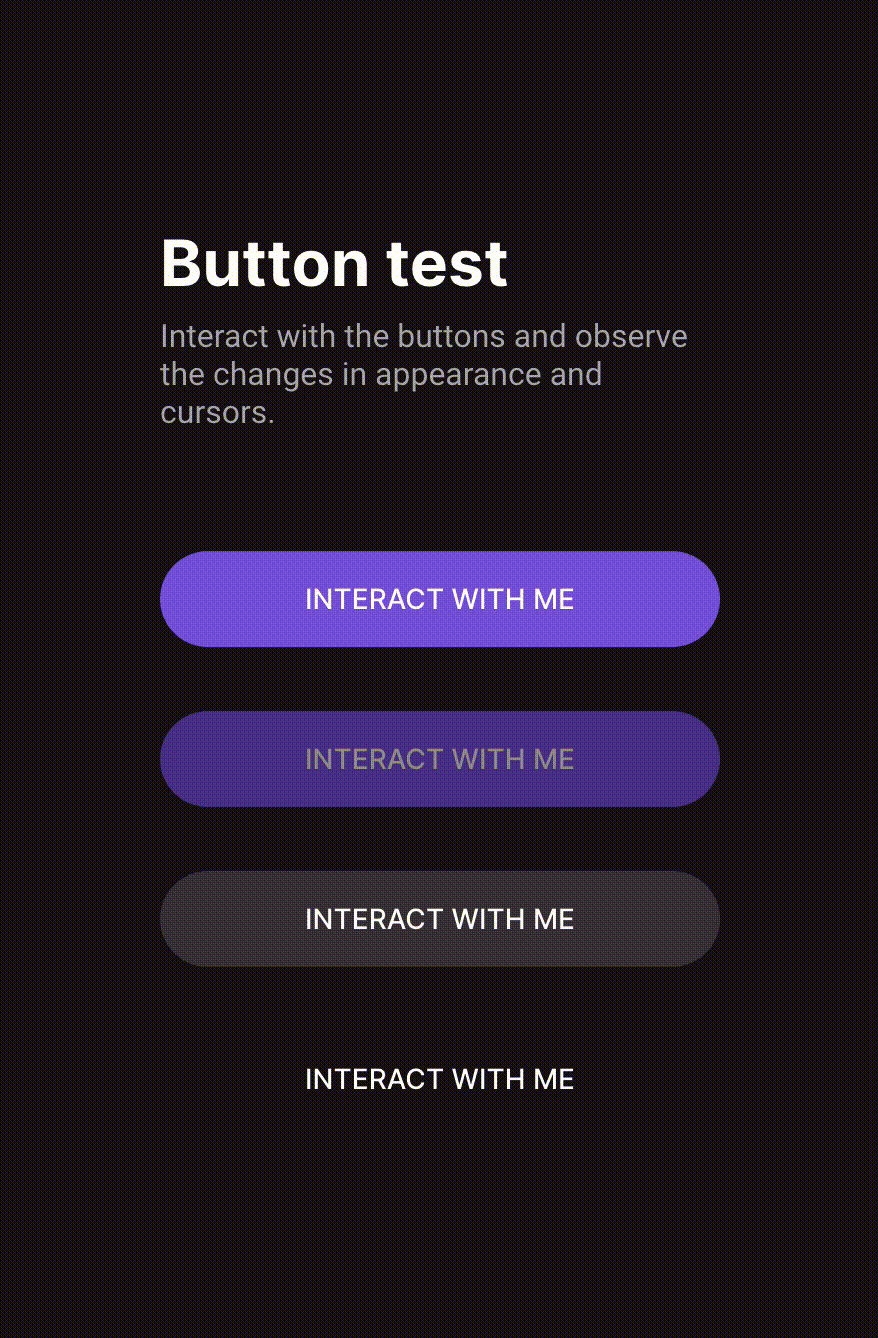 Button test
Interact with the buttons and observe
the changes in appearance and
cursors.
INTERACT WITH ME
INTERACT WITH ME
INTERACT WITH ME
INTERACT WITH ME